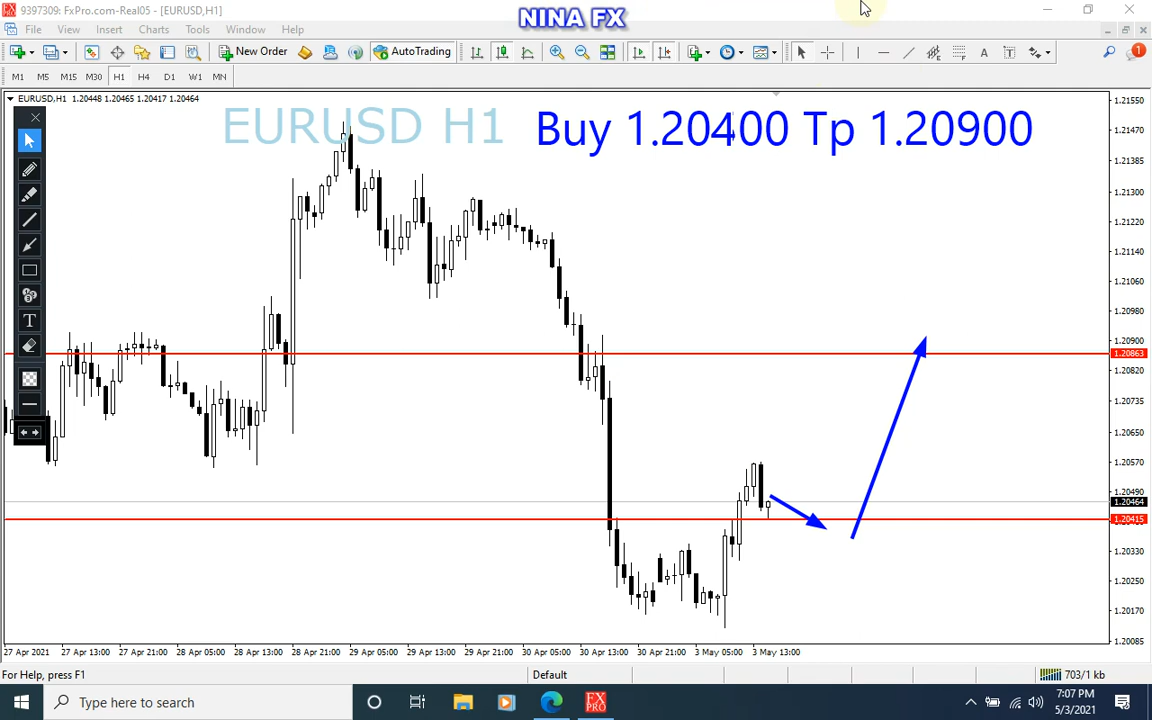 9397309: FxPro.com-Real05 - [EURUSD,H1]
NINA FX
File View Insert Charts Tools Window Help
New Order AutoTrading A T 1
M1 M5 M15 M30 H1 H4 D1 W1 MN
EURUSD,H1 1.20448 1.20465 1.20417 1.20464
EURUSD H1 Buy 1.20400 Tp 1.20900
T
1.21550
1.21470
1.21385
1.21300
1.21220
1.21140
1.21060
1.20980
1.20900
1.20863
1.20820
1.20735
1.20650
1.20570
1.20490
1.20464
1.20415
1.20330
1.20250
1.20170
1.20085
27 Apr 2021 27 Apr 13:00 27 Apr 21:00 28 Apr 05:00 28 Apr 13:00 28 Apr 21:00 29 Apr 05:00 29 Apr 13:00 29 Apr 21:00 30 Apr 05:00 30 Apr 13:00 30 Apr 21:00 3 May 05:00 3 May 13:00
For Help, press F1 Default 703/1 kb
Type here to search
FX PRO
7:07 PM
5/3/2021